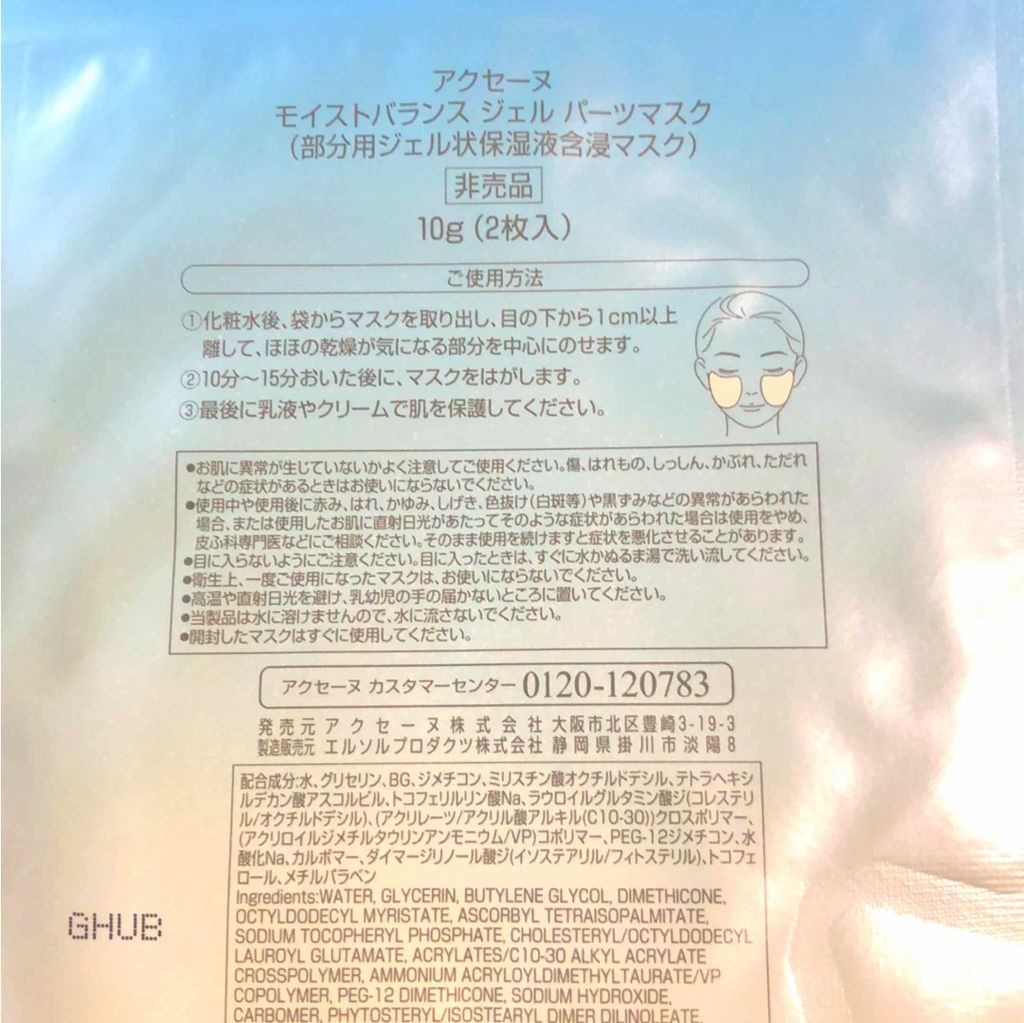 アクセーヌ
モイストバランス ジェル パーツマスク
(部分用ジェル状保湿液含浸マスク)
非売品
10g (2枚入)
ご使用方法
①化粧水後、袋からマスクを取り出し、目の下から1cm以上
離して、ほほの乾燥が気になる部分を中心にのせます。
②10分〜15分おいた後に、マスクをはがします。
③最後に乳液やクリームで肌を保護してください。
●お肌に異常が生じていないかよく注意してご使用ください。傷、はれもの、しっしん、かぶれ、ただれ
などの症状があるときはお使いにならないでください。
●使用中や使用後に赤み、はれ、かゆみ、しげき、色抜け(白斑等)や黒ずみなどの異常があらわれた
場合、または使用したお肌に直射日光があたってそのような症状があらわれた場合は使用をやめ、
皮ふ科専門医などにご相談ください。そのまま使用を続けますと症状を悪化させることがあります。
●目に入らないようにご注意ください。目に入ったときは、すぐに水かぬるま湯で洗い流してください。
●衛生上、一度ご使用になったマスクは、お使いにならないでください。
●高温や直射日光を避け、乳幼児の手の届かないところに置いてください。
●当製品は水に溶けませんので、水に流さないでください。
●開封したマスクはすぐに使用してください。
アクセーヌ カスタマーセンター 0120-120783
発売元 アクセーヌ株式会社 大阪市北区豊崎3-19-3
製造販売元 エルソルプロダクツ株式会社 静岡県掛川市淡陽8
配合成分:水、グリセリン、BG、ジメチコン、ミリスチン酸オクチルドデシル、テトラヘキシ
ルデカン酸アスコルビル、トコフェリルリン酸Na、ラウロイルグルタミン酸ジ(コレステリ
ル/オクチルドデシル)、(アクリレーツ/アクリル酸アルキル(C10-30))クロスポリマー、
(アクリロイルジメチルタウリンアンモニウム/VP)コポリマー、PEG-12ジメチコン、水
酸化Na、カルボマー、ダイマージリノール酸ジ(イソステアリル/フィトステリル)、トコフェ
ロール、メチルパラベン
Ingredients:WATER, GLYCERIN, BUTYLENE GLYCOL, DIMETHICONE,
OCTYLDODECYL MYRISTATE, ASCORBYL TETRAISOPALMITATE,
SODIUM TOCOPHERYL PHOSPHATE, CHOLESTERYL/OCTYLDODECYL
LAUROYL GLUTAMATE, ACRYLATES/C10-30 ALKYL ACRYLATE
CROSSPOLYMER, AMMONIUM ACRYLOYLDIMETHYLTAURATE/VP
COPOLYMER, PEG-12 DIMETHICONE, SODIUM HYDROXIDE,
CARBOMER, PHYTOSTERYL/ISOSTEARYL DIMER DILINOLEATE,
GHUB